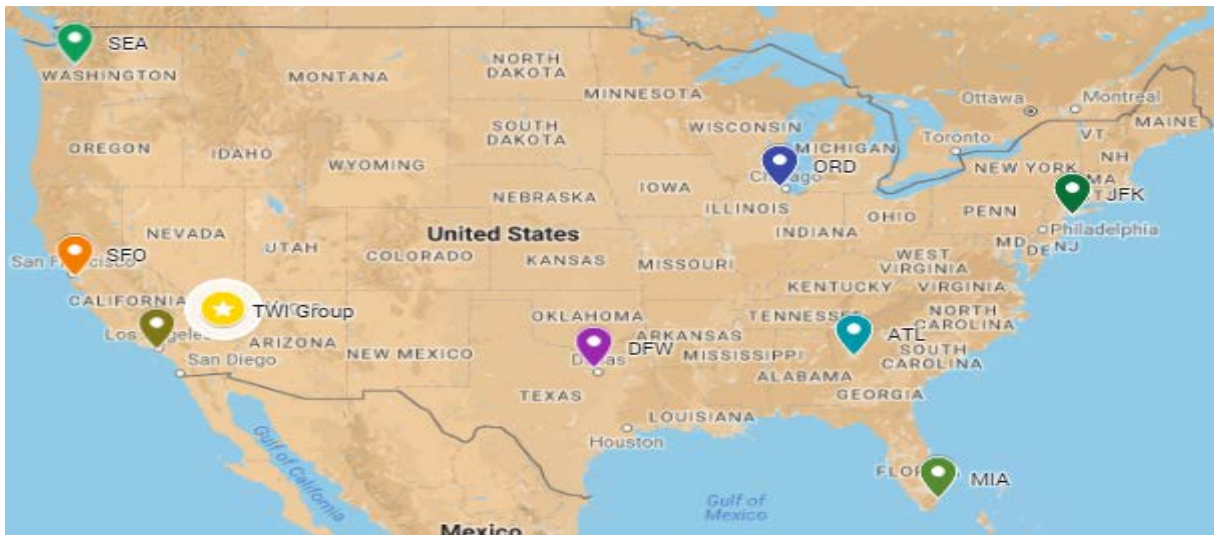 SEA
WASHINGTON
MONTANA
NORTH
DAKOTA
MINNESOTA
Ottawa
Montreal
MAINE
OREGON
IDAHO
SOUTH
DAKOTA
WISCONSIN
MICHIGAN
Toronto
VT
NH
WYOMING
ORD
NEW YORK
MA
JFK
NEBRASKA
IOWA
ILLINOIS
INDIANA
OHIO
PENN
Philadelphia
MD
DE
NJ
NEVADA
UTAH
COLORADO
United States
KANSAS
MISSOURI
WEST
VIRGINIA
KENTUCKY
VIRGINIA
SFO
CALIFORNIA
TWI Group
ARIZONA
NEW MEXICO
OKLAHOMA
ARKANSAS
TENNESSEE
NORTH
CAROLINA
ATL
SOUTH
CAROLINA
San Diego
DFW
MISSISSIPPI
ALABAMA
GEORGIA
TEXAS
LOUISIANA
Houston
MIA
Gulf of California
Gulf of
Mexico
Mexico